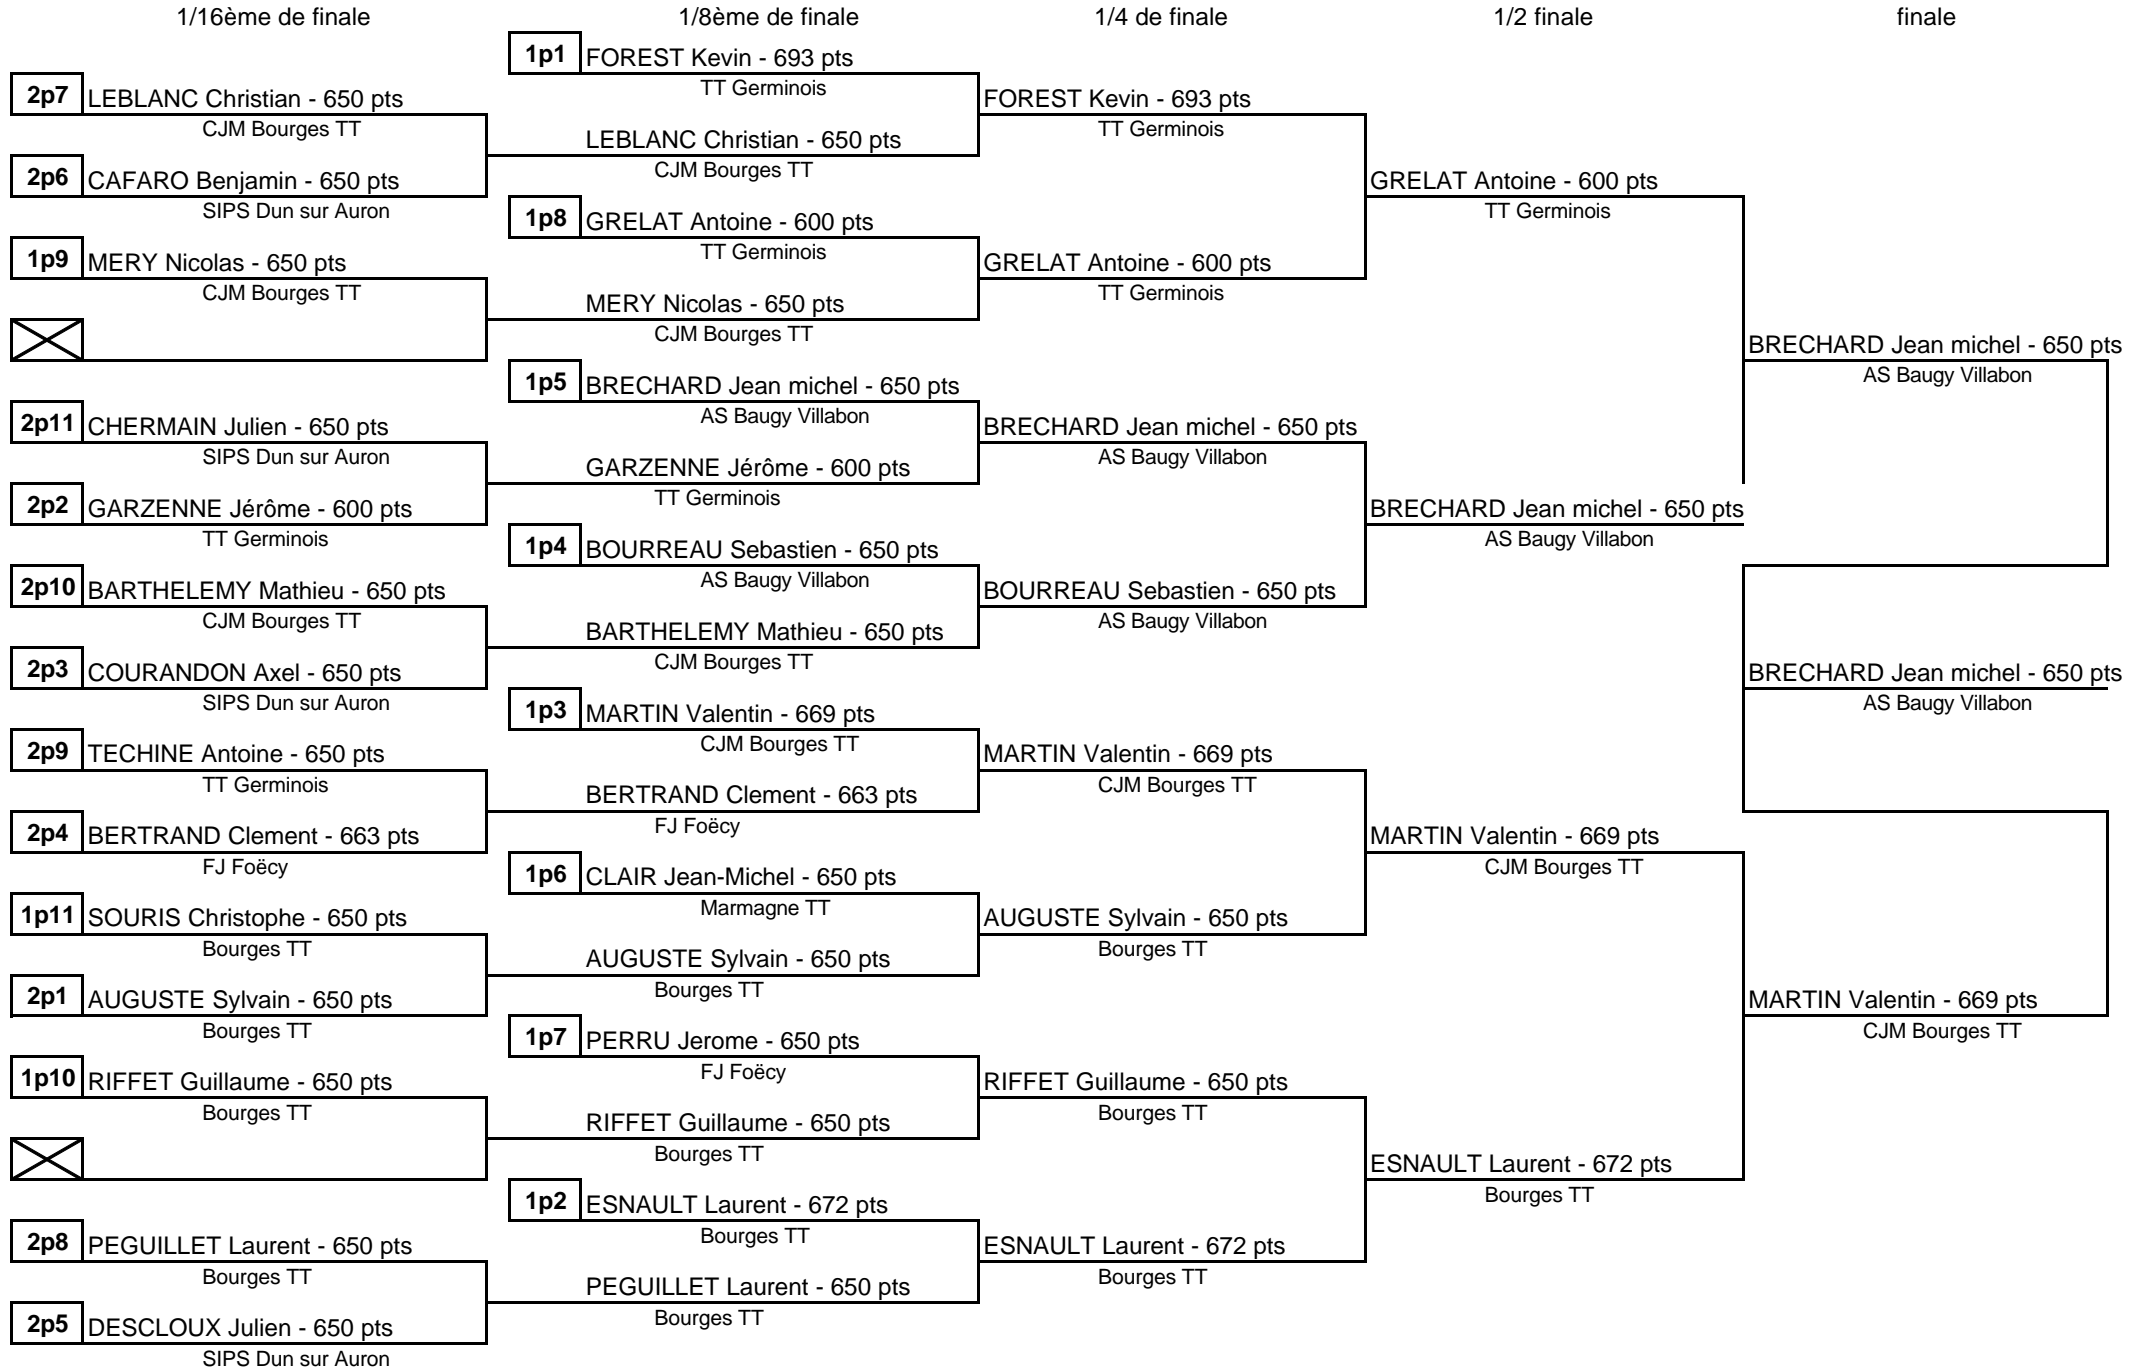 1/16ème de finale
1/8ème de finale
1/4 de finale
1/2 finale
finale
2p7 LEBLANC Christian - 650 pts
CJM Bourges TT
2p6 CAFARO Benjamin - 650 pts
SIPS Dun sur Auron
1p9 MERY Nicolas - 650 pts
CJM Bourges TT
2p11 CHERMAIN Julien - 650 pts
SIPS Dun sur Auron
2p2 GARZENNE Jérôme - 600 pts
TT Germinois
2p10 BARTHELEMY Mathieu - 650 pts
CJM Bourges TT
2p3 COURANDON Axel - 650 pts
SIPS Dun sur Auron
2p9 TECHINE Antoine - 650 pts
TT Germinois
2p4 BERTRAND Clement - 663 pts
FJ Foëcy
1p11 SOURIS Christophe - 650 pts
Bourges TT
2p1 AUGUSTE Sylvain - 650 pts
Bourges TT
1p10 RIFFET Guillaume - 650 pts
Bourges TT
2p8 PEGUILLET Laurent - 650 pts
Bourges TT
2p5 DESCLOUX Julien - 650 pts
SIPS Dun sur Auron
1p1 FOREST Kevin - 693 pts
TT Germinois
LEBLANC Christian - 650 pts
CJM Bourges TT
1p8 GRELAT Antoine - 600 pts
TT Germinois
MERY Nicolas - 650 pts
CJM Bourges TT
1p5 BRECHARD Jean michel - 650 pts
AS Baugy Villabon
GARZENNE Jérôme - 600 pts
TT Germinois
1p4 BOURREAU Sebastien - 650 pts
AS Baugy Villabon
BARTHELEMY Mathieu - 650 pts
CJM Bourges TT
1p3 MARTIN Valentin - 669 pts
CJM Bourges TT
BERTRAND Clement - 663 pts
FJ Foëcy
1p6 CLAIR Jean-Michel - 650 pts
Marmagne TT
AUGUSTE Sylvain - 650 pts
Bourges TT
1p7 PERRU Jerome - 650 pts
FJ Foëcy
RIFFET Guillaume - 650 pts
Bourges TT
1p2 ESNAULT Laurent - 672 pts
Bourges TT
PEGUILLET Laurent - 650 pts
Bourges TT
FOREST Kevin - 693 pts
TT Germinois
GRELAT Antoine - 600 pts
TT Germinois
BRECHARD Jean michel - 650 pts
AS Baugy Villabon
BOURREAU Sebastien - 650 pts
AS Baugy Villabon
MARTIN Valentin - 669 pts
CJM Bourges TT
AUGUSTE Sylvain - 650 pts
Bourges TT
RIFFET Guillaume - 650 pts
Bourges TT
ESNAULT Laurent - 672 pts
Bourges TT
GRELAT Antoine - 600 pts
TT Germinois
BRECHARD Jean michel - 650 pts
AS Baugy Villabon
MARTIN Valentin - 669 pts
CJM Bourges TT
ESNAULT Laurent - 672 pts
Bourges TT
BRECHARD Jean michel - 650 pts
AS Baugy Villabon
BRECHARD Jean michel - 650 pts
AS Baugy Villabon
MARTIN Valentin - 669 pts
CJM Bourges TT